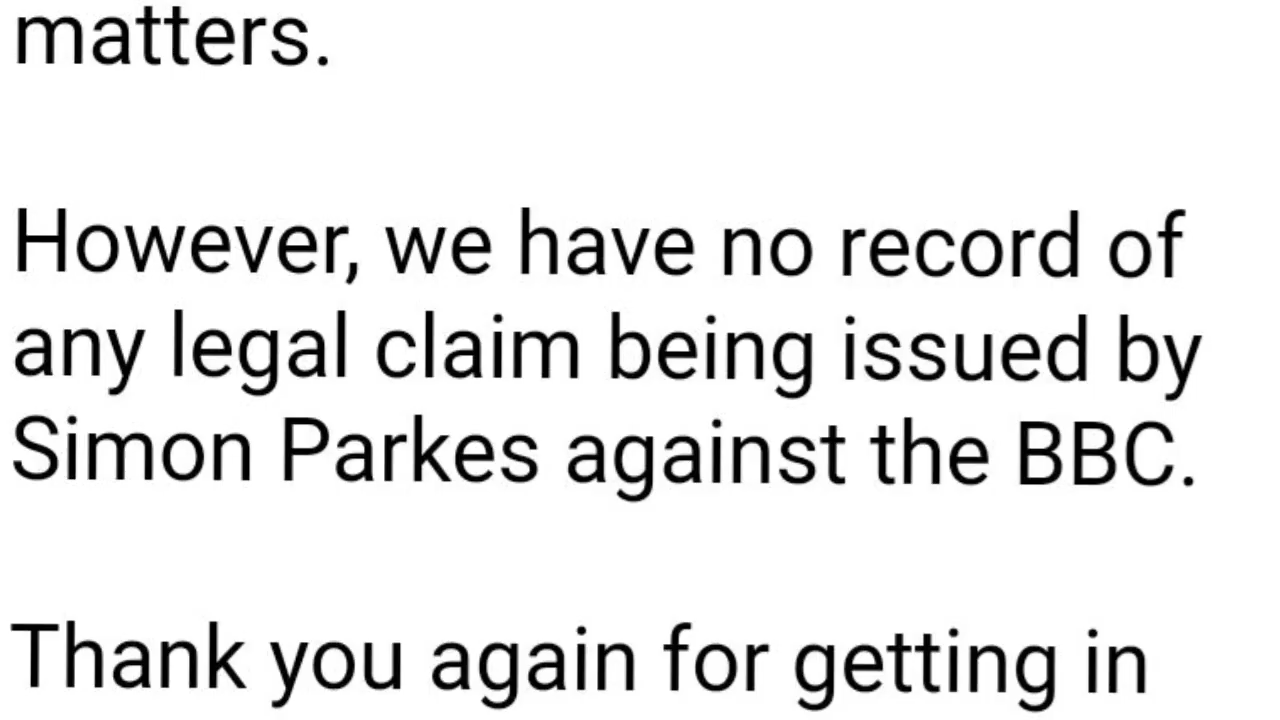 matters.
However, we have no record of
any legal claim being issued by
Simon Parkes against the BBC.
Thank you again for getting in